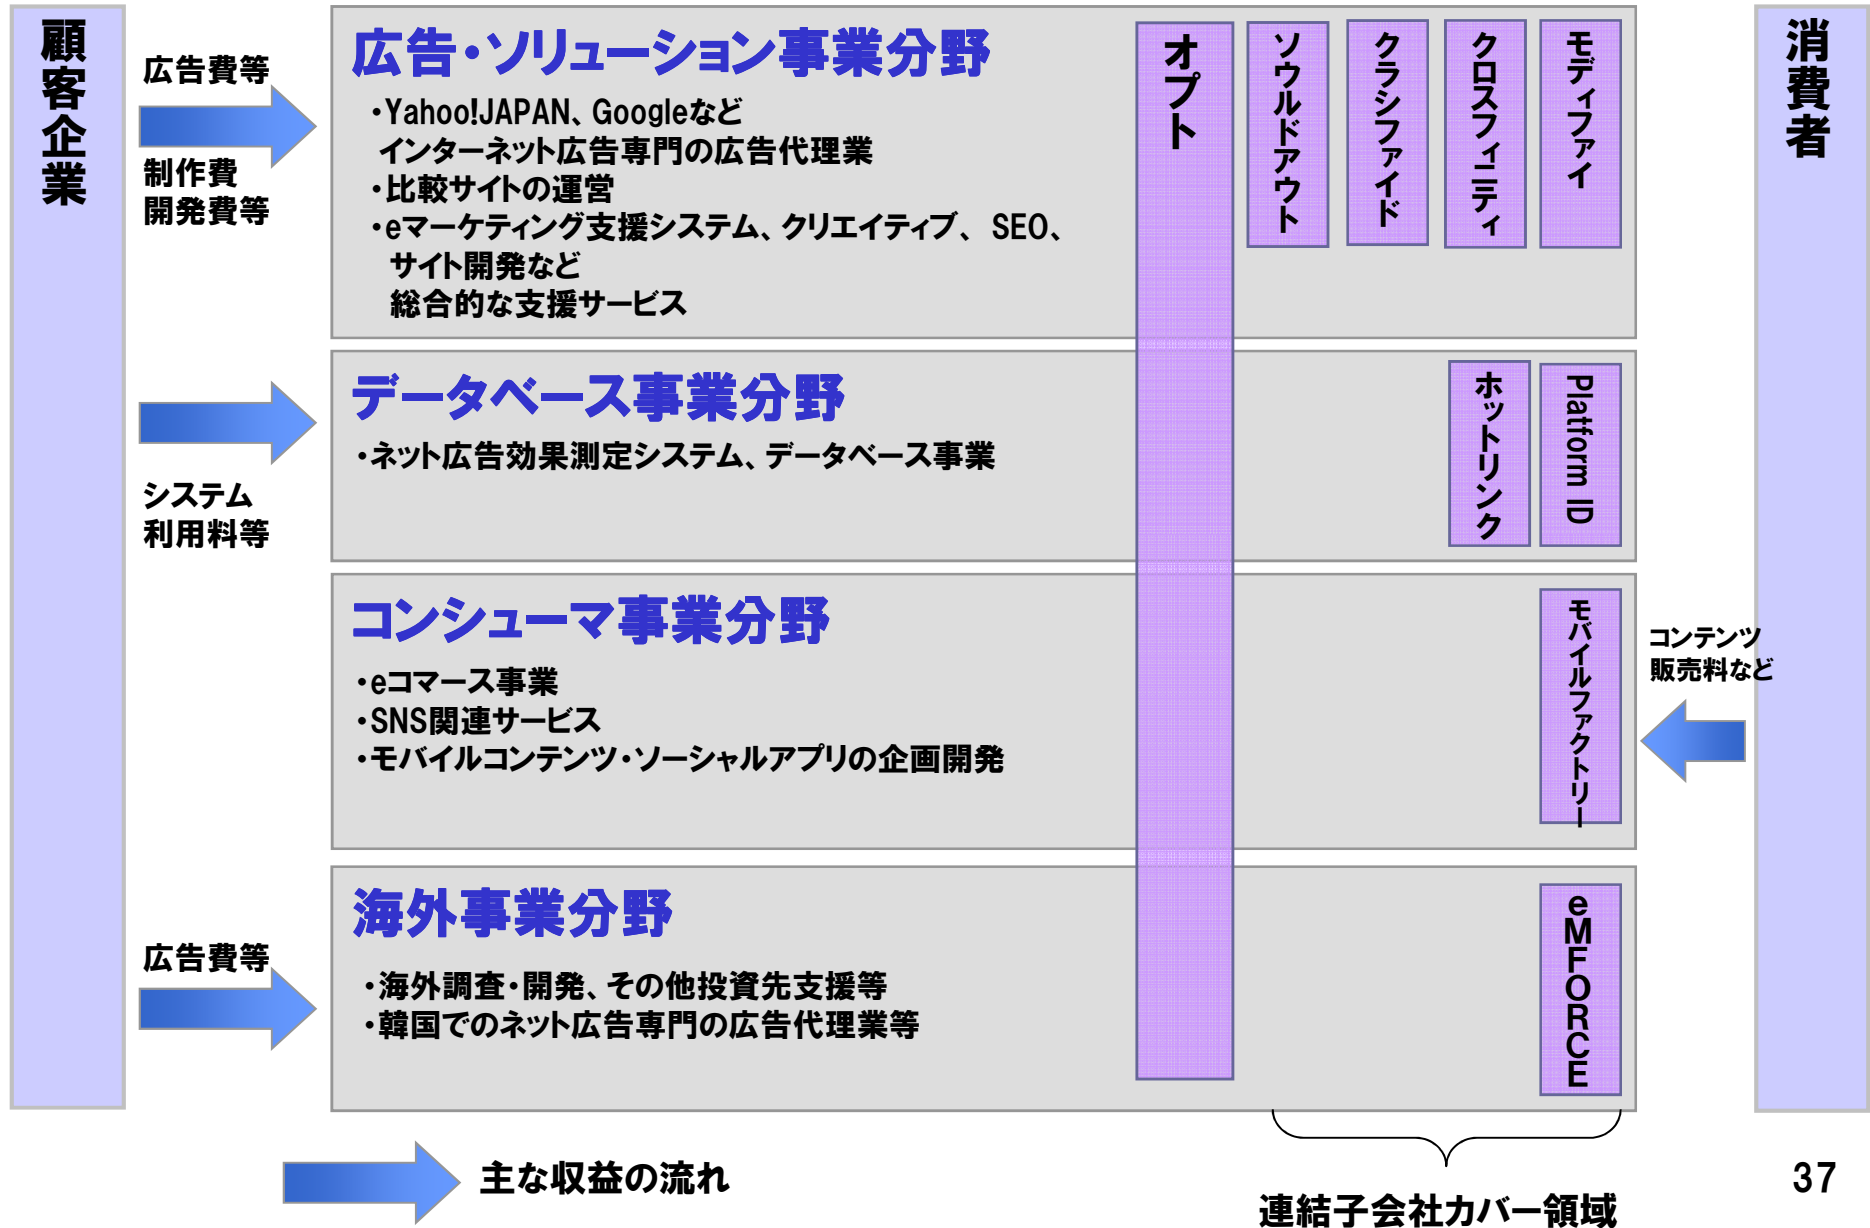 顧客企業
広告費等
制作費
開発費等
システム
利用料等
広告費等
広告・ソリューション事業分野
・Yahoo!JAPAN、Googleなど
インターネット広告専門の広告代理業
・比較サイトの運営
・eマーケティング支援システム、クリエイティブ、 SEO、
サイト開発など
総合的な支援サービス
オプト
ソウルドアウト
クラシファイド
クロスフィニティ
モディファイ
データベース事業分野
・ネット広告効果測定システム、データベース事業
ホットリンク
Platform ID
コンシューマ事業分野
・eコマース事業
・SNS関連サービス
・モバイルコンテンツ・ソーシャルアプリの企画開発
モバイルファクトリー
海外事業分野
・海外調査・開発、その他投資先支援等
・韓国でのネット広告専門の広告代理業等
eMFORCE
コンテンツ
販売料など
消費者
主な収益の流れ
連結子会社カバー領域
37